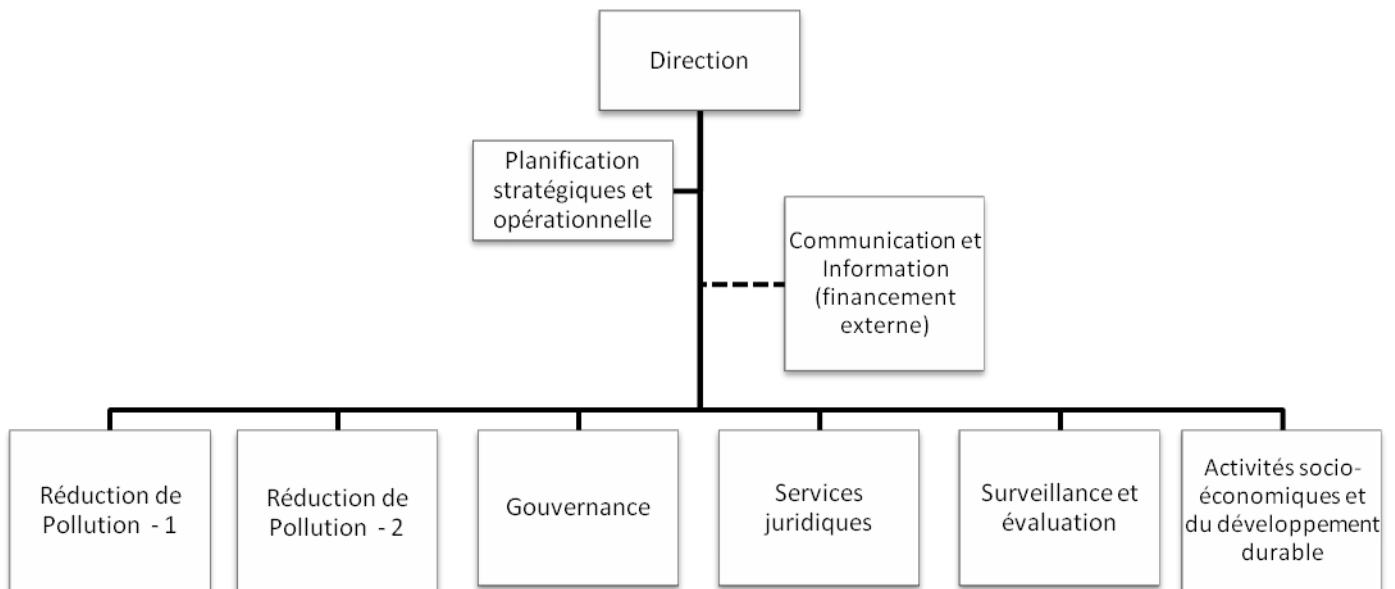 Direction
Planification
stratégiques et
opérationnelle
Communication et
Information
(financement
externe)
Réduction de
Pollution - 1
Réduction de
Pollution - 2
Gouvernance
Services
juridiques
Surveillance et
évaluation
Activités socio-
économiques et
du développement
durable